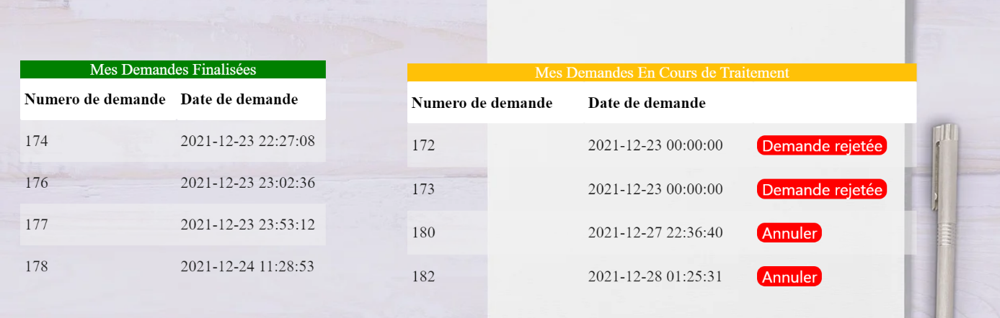 Mes Demandes Finalisées
Numero de demande Date de demande
174 2021-12-23 22:27:08
176 2021-12-23 23:02:36
177 2021-12-23 23:53:12
178 2021-12-24 11:28:53
Mes Demandes En Cours de Traitement
Numero de demande Date de demande
172 2021-12-23 00:00:00 Demande rejetée
173 2021-12-23 00:00:00 Demande rejetée
180 2021-12-27 22:36:40 Annuler
182 2021-12-28 01:25:31 Annuler